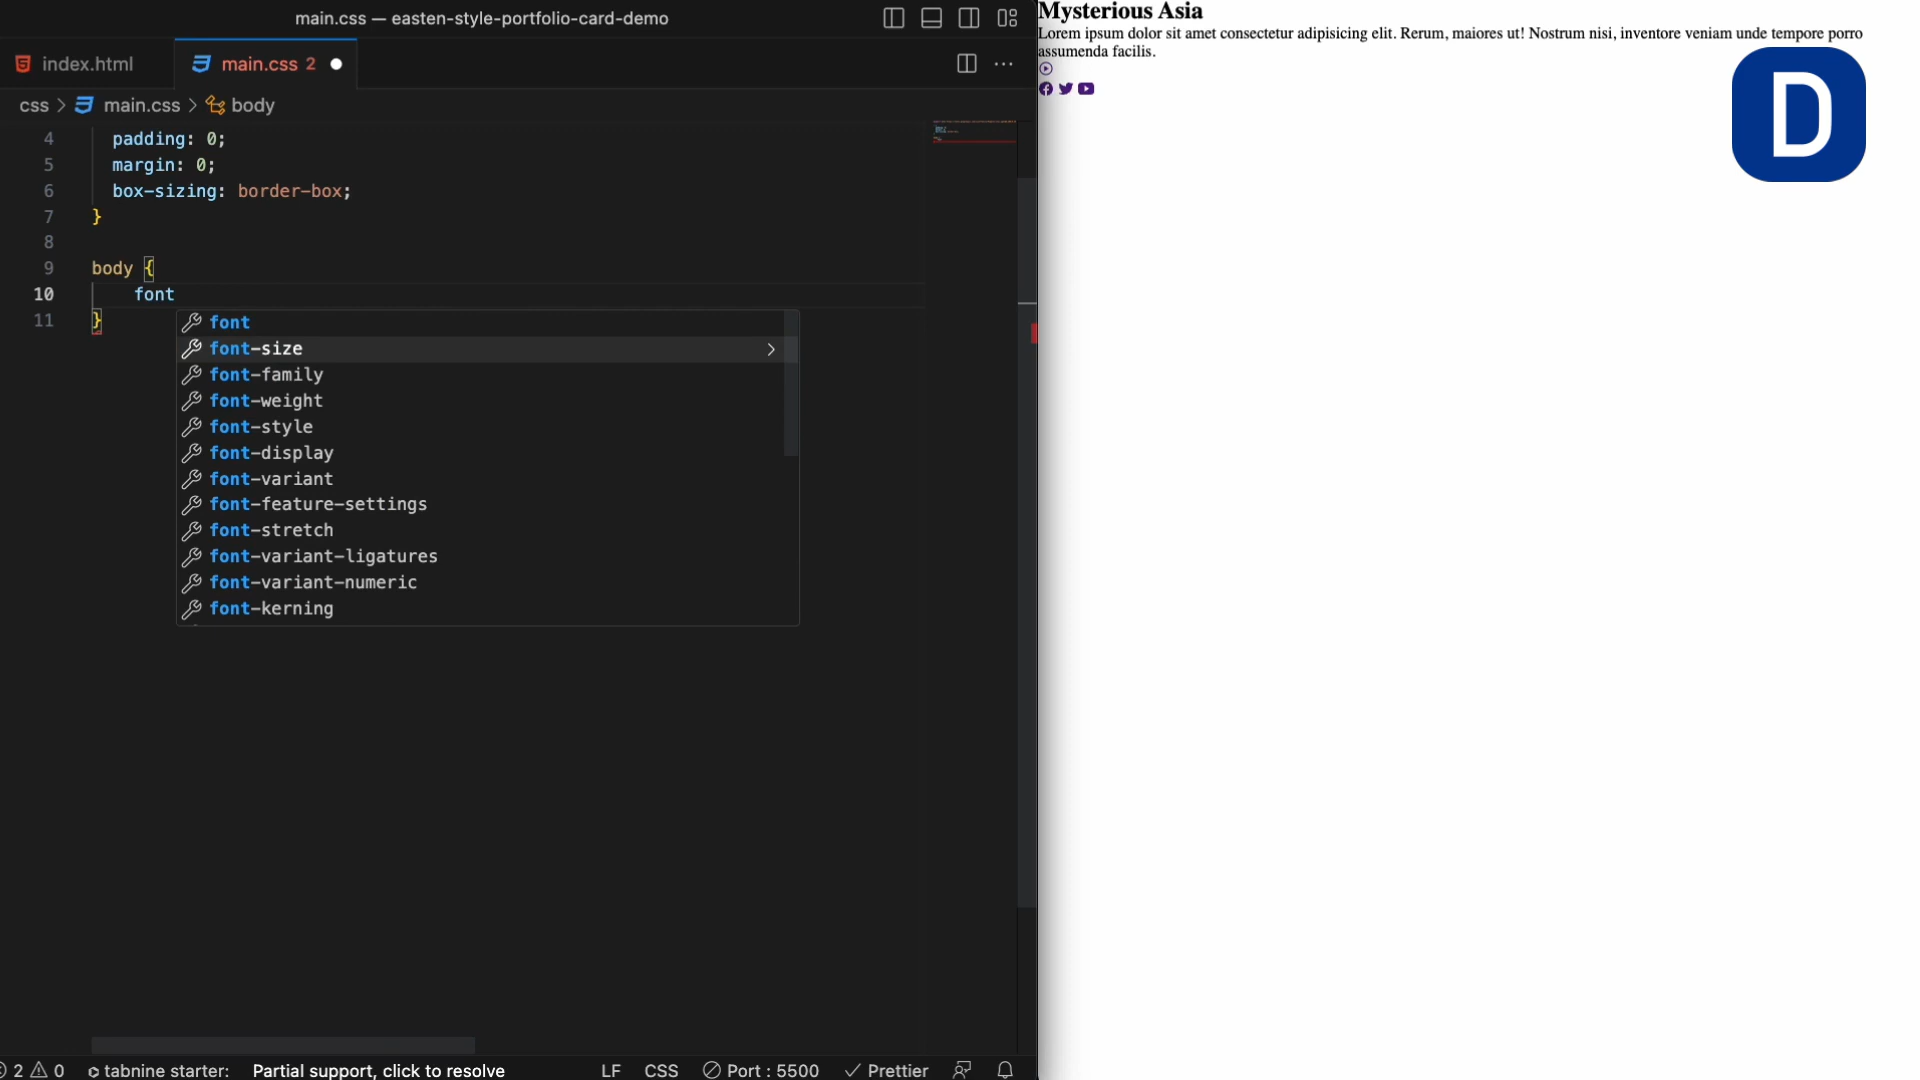 main.css — easten-style-portfolio-card-demo
index.html
main.css 2
css > main.css > body
4 padding: 0;
5 margin: 0;
6 box-sizing: border-box;
7 }
8
9 body {
10 font
11 }
font
font-size
font-family
font-weight
font-style
font-display
font-variant
font-feature-settings
font-stretch
font-variant-ligatures
font-variant-numeric
font-kerning
2 0 tabnine starter: Partial support, click to resolve LF CSS Port : 5500 Prettier
Mysterious Asia
Lorem ipsum dolor sit amet consectetur adipisicing elit. Rerum, maiores ut! Nostrum nisi, inventore veniam unde tempore porro
assumenda facilis.
D